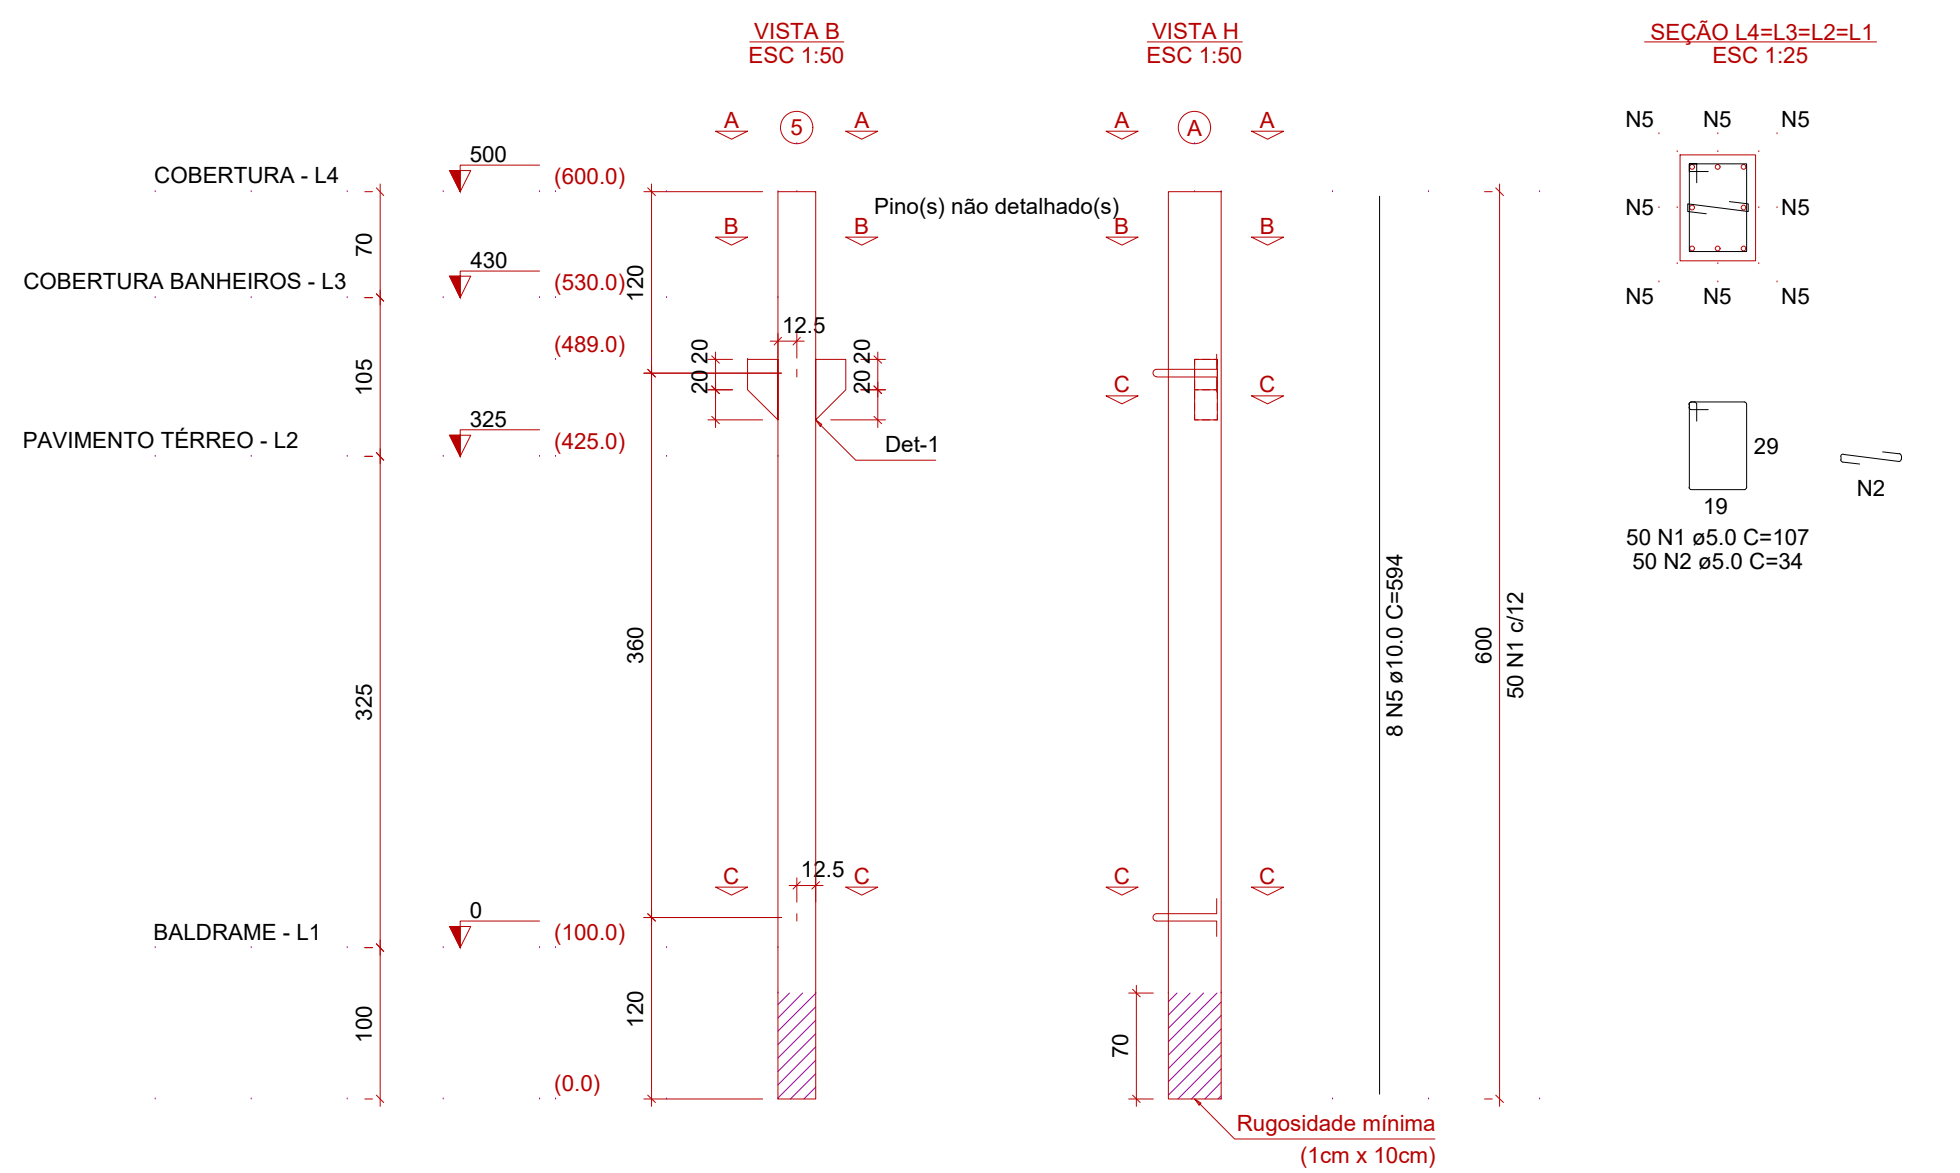 VISTA B
ESC 1:50
VISTA H
ESC 1:50
SEÇÃO L4=L3=L2=L1
ESC 1:25
A
5
A
A
A
A
N5
N5
N5
COBERTURA - L4
500
(600.0)
Pino(s) não detalhado(s)
B
B
B
B
N5
N5
70
COBERTURA BANHEIROS - L3
430
(530.0)
120
N5
N5
N5
12.5
(489.0)
20
20
20
20
105
C
C
PAVIMENTO TÉRREO - L2
325
(425.0)
Det-1
29
19
N2
50 N1 ø5.0 C=107
50 N2 ø5.0 C=34
325
360
8 N5 ø10.0 C=594
600
50 N1 c/12
12.5
C
C
C
C
BALDRAME - L1
0
(100.0)
100
120
70
(0.0)
Rugosidade mínima
(1cm x 10cm)